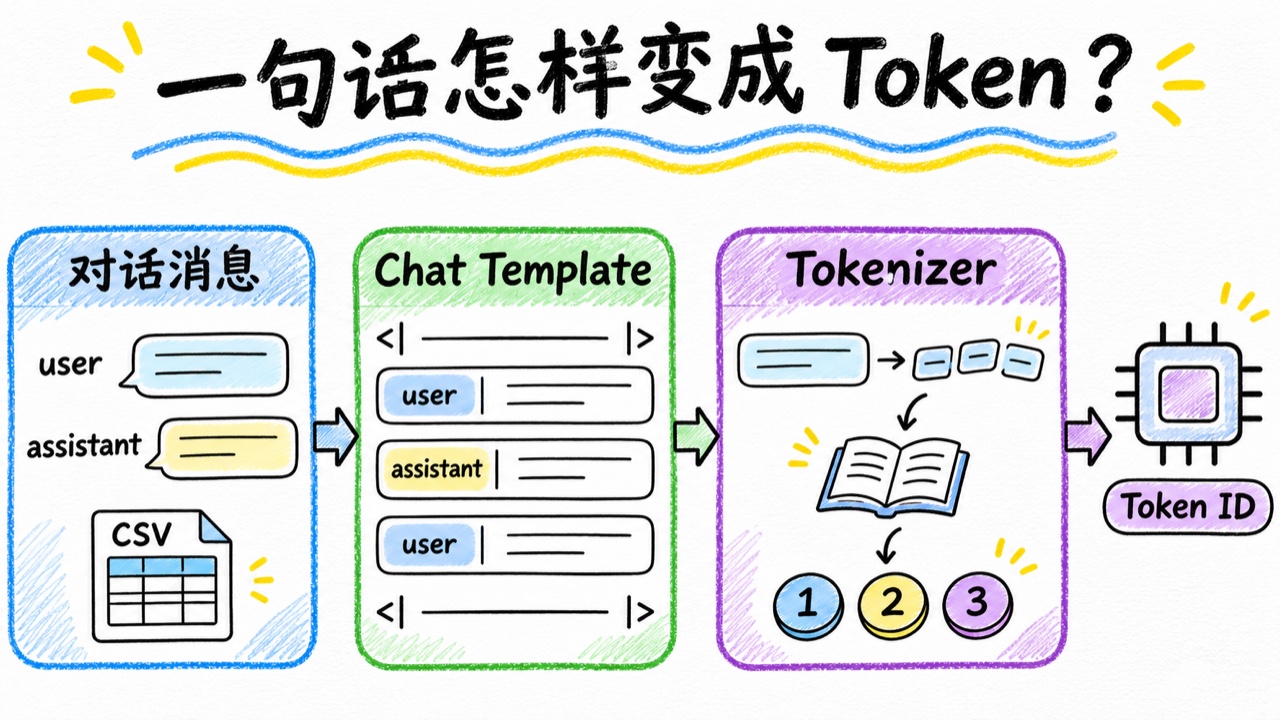 一句话怎样变成 Token？
对话消息
user
assistant
CSV
Chat Template
<| |>
user
assistant
user
<| |>
Tokenizer
1 2 3
Token ID